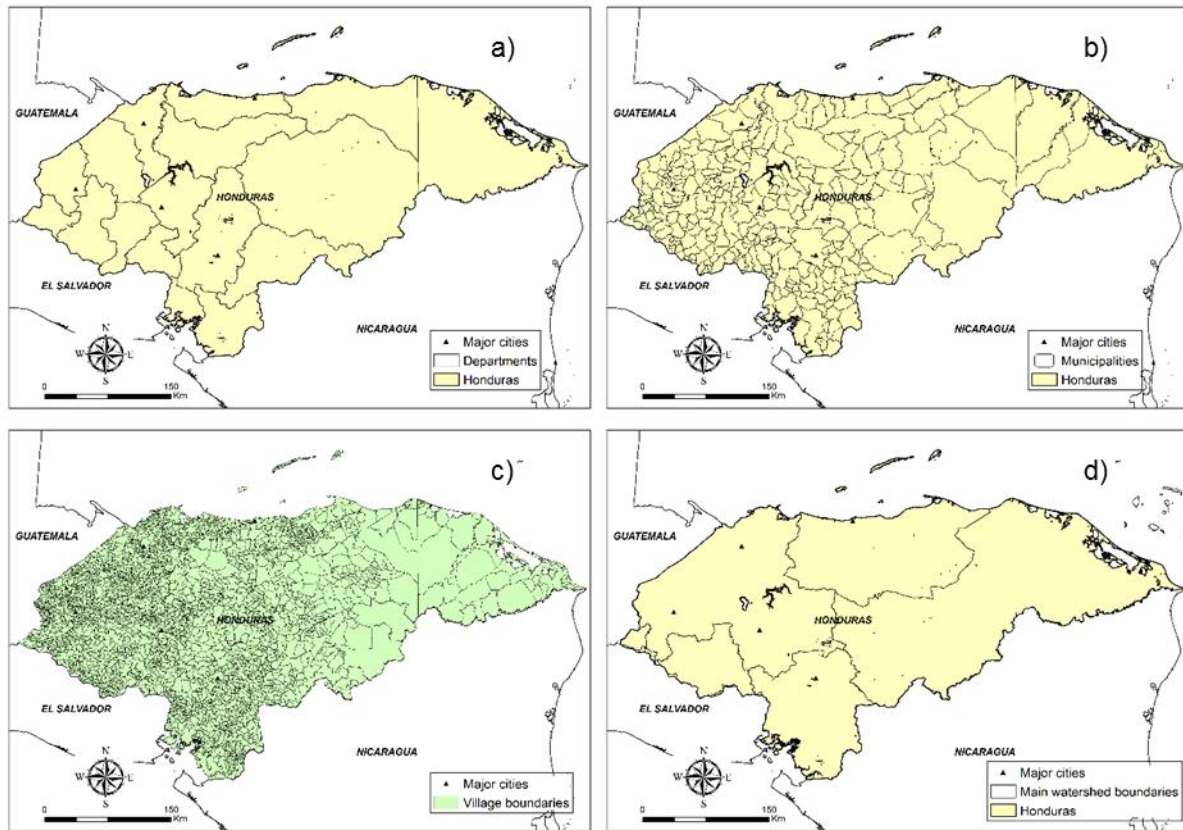 a)
GUATEMALA
HONDURAS
EL SALVADOR
NICARAGUA
N
W E
S
0 150
Km
Major cities
Departments
Honduras
b)
GUATEMALA
HONDURAS
EL SALVADOR
NICARAGUA
N
W E
S
0 150
Km
Major cities
Municipalities
Honduras
c)
GUATEMALA
HONDURAS
EL SALVADOR
NICARAGUA
N
W E
S
0 150
Km
Major cities
Village boundaries
d)
GUATEMALA
HONDURAS
EL SALVADOR
NICARAGUA
N
W E
S
0 150
Km
Major cities
Main watershed boundaries
Honduras